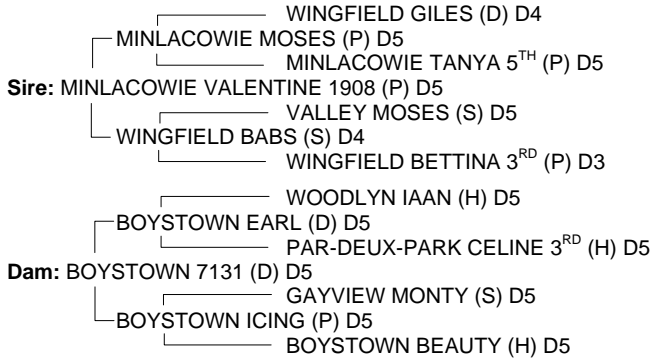 WINGFIELD GILES (D) D4
MINLACOWIE MOSES (P) D5
MINLACOWIE TANYA 5TH (P) D5
Sire: MINLACOWIE VALENTINE 1908 (P) D5
VALLEY MOSES (S) D5
WINGFIELD BABS (S) D4
WINGFIELD BETTINA 3RD (P) D3
WOODLYN IAAN (H) D5
BOYSTOWN EARL (D) D5
PAR-DEUX-PARK CELINE 3RD (H) D5
Dam: BOYSTOWN 7131 (D) D5
GAYVIEW MONTY (S) D5
BOYSTOWN ICING (P) D5
BOYSTOWN BEAUTY (H) D5